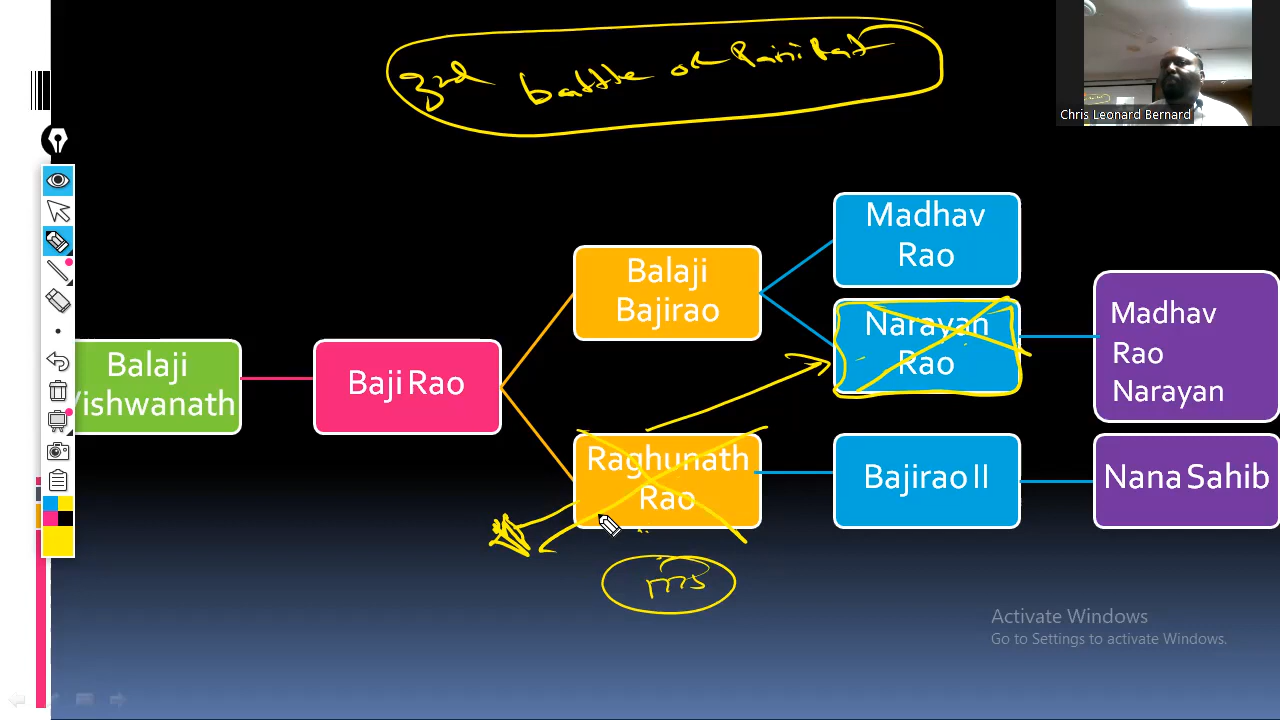 3rd battle of Panipat
Chris Leonard Bernard
Madhav
Rao
Balaji
Bajirao
Narayan
Rao
Madhav
Rao
Narayan
Balaji
Vishwanath
Baji Rao
Raghunath
Rao
Bajirao II
Nana Sahib
Activate Windows
Go to Settings to activate Windows.